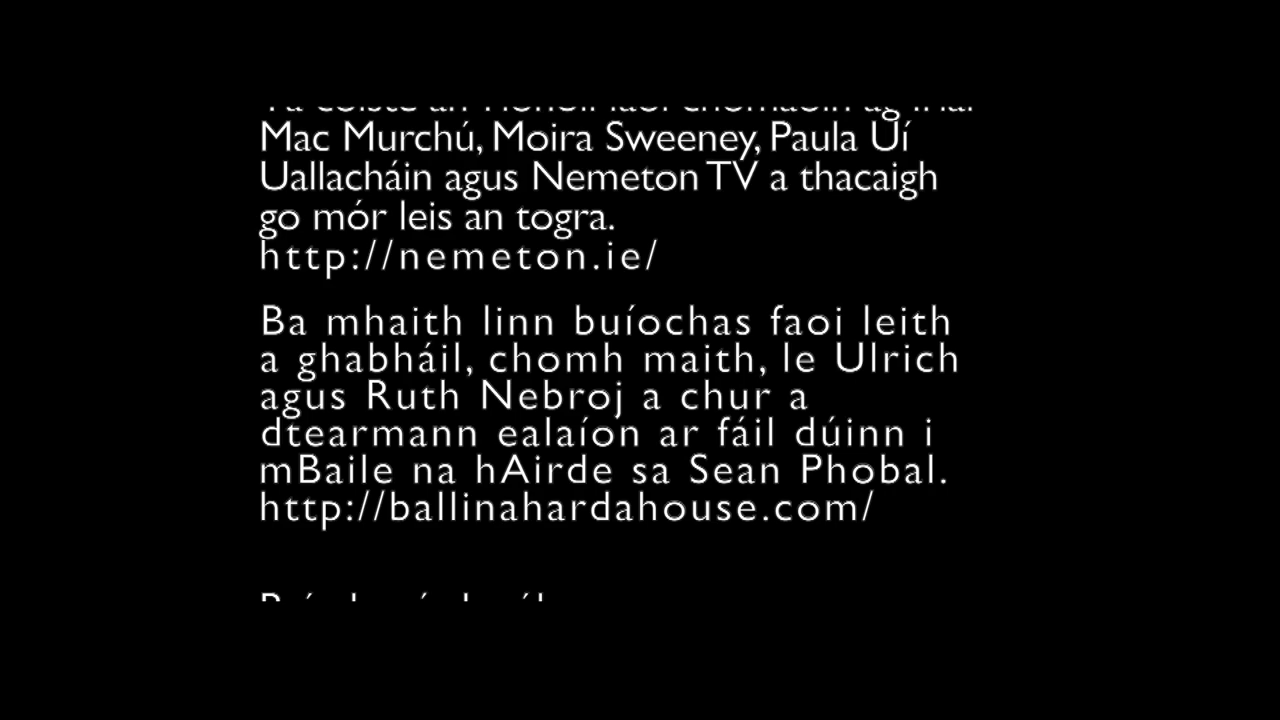 Mac Murchú, Moira Sweeney, Paula Uí
Uallacháin agus Nemeton TV a thacaigh
go mór leis an togra.
http://nemeton.ie/
Ba mhaith linn buíochas faoi leith
a ghabháil, chomh maith, le Ulrich
agus Ruth Nebroj a chur a
dtearmann ealaíon ar fáil dúinn i
mBaile na hAirde sa Sean Phobal.
http://ballinahardahouse.com/